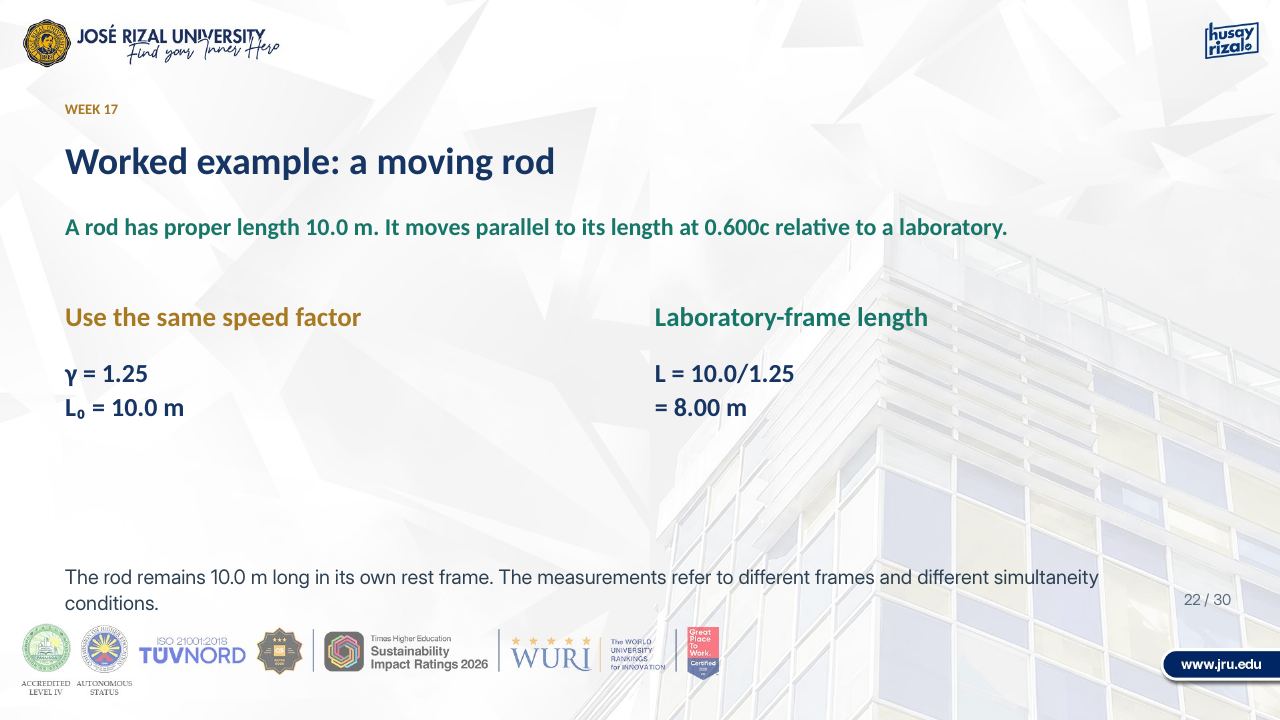 JOSÉ RIZAL UNIVERSITY
Find your Inner Hero
husay
rizal
WEEK 17
Worked example: a moving rod
A rod has proper length 10.0 m. It moves parallel to its length at 0.600c relative to a laboratory.
Use the same speed factor
γ = 1.25
L₀ = 10.0 m
Laboratory-frame length
L = 10.0/1.25
= 8.00 m
The rod remains 10.0 m long in its own rest frame. The measurements refer to different frames and different simultaneity
conditions.
22 / 30
ACCREDITED
LEVEL IV
AUTONOMOUS
STATUS
ISO 21001:2018
TÜVNORD
Times Higher Education
Sustainability
Impact Ratings 2026
WURI
The WORLD
UNIVERSITY
RANKINGS
for INNOVATION
Great
Place
To
Work.
Certified
www.jru.edu